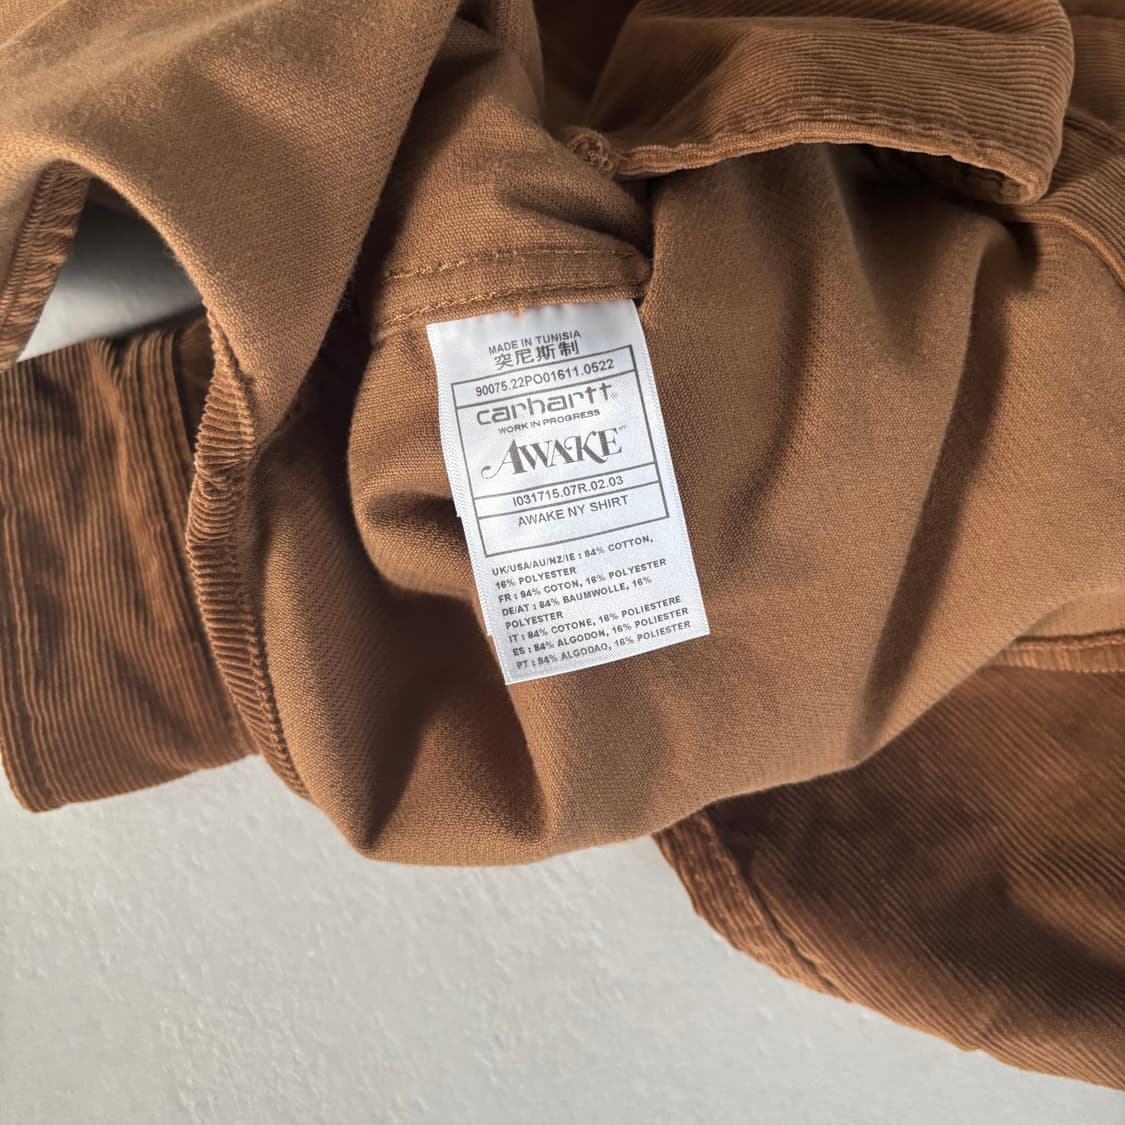 MADE IN TUNISIA
突尼斯制
90075.22PO01611.0522
carhartt®
WORK IN PROGRESS
AWAKE NY
I031715.07R.02.03
AWAKE NY SHIRT
UK/USA/AU/NZ/IE : 84% COTTON,
16% POLYESTER
FR : 84% COTON, 16% POLYESTER
DE/AT : 84% BAUMWOLLE, 16%
POLYESTER
IT : 84% COTONE, 16% POLIESTERE
ES : 84% ALGODON, 16% POLIESTER
PT : 84% ALGODAO, 16% POLIESTER